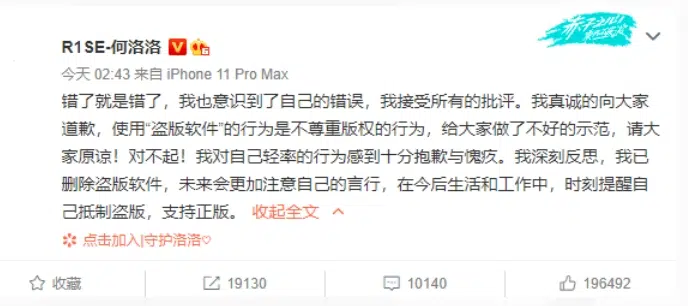 R1SE-何洛洛
今天 02:43 来自 iPhone 11 Pro Max
错了就是错了，我也意识到了自己的错误，我接受所有的批评。我真诚的向大家
道歉，使用“盗版软件”的行为是不尊重版权的行为，给大家做了不好的示范，请大
家原谅！对不起！我对自己轻率的行为感到十分抱歉与愧疚。我深刻反思，我已
删除盗版软件，未来会更加注意自己的言行，在今后生活和工作中，时刻提醒自
己抵制盗版，支持正版。 收起全文
点击加入|守护洛洛♡
收藏 19130 10140 196492